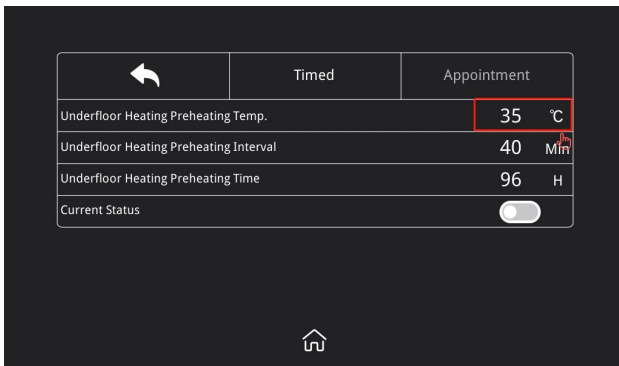 Timed Appointment
Underfloor Heating Preheating Temp. 35 ℃
Underfloor Heating Preheating Interval 40 Min
Underfloor Heating Preheating Time 96 H
Current Status